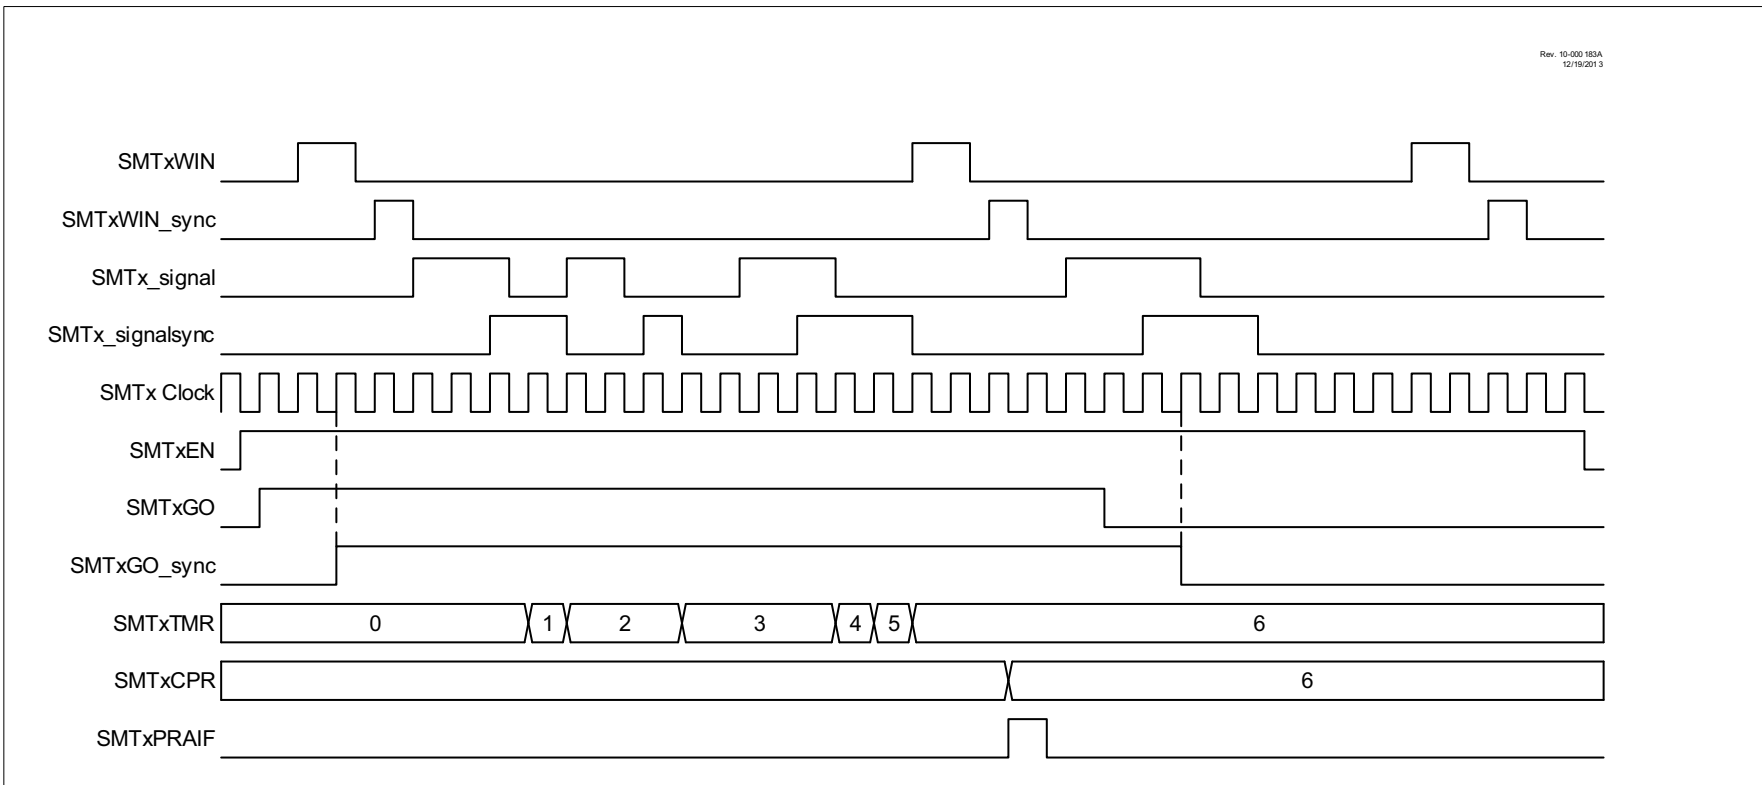 Rev. 10-000 183A
12/19/201 3
SMTxWIN
SMTxWIN_sync
SMTx_signal
SMTx_signalsync
SMTx Clock
SMTxEN
SMTxGO
SMTxGO_sync
SMTxTMR 0 1 2 3 4 5 6
SMTxCPR 6
SMTxPRAIF